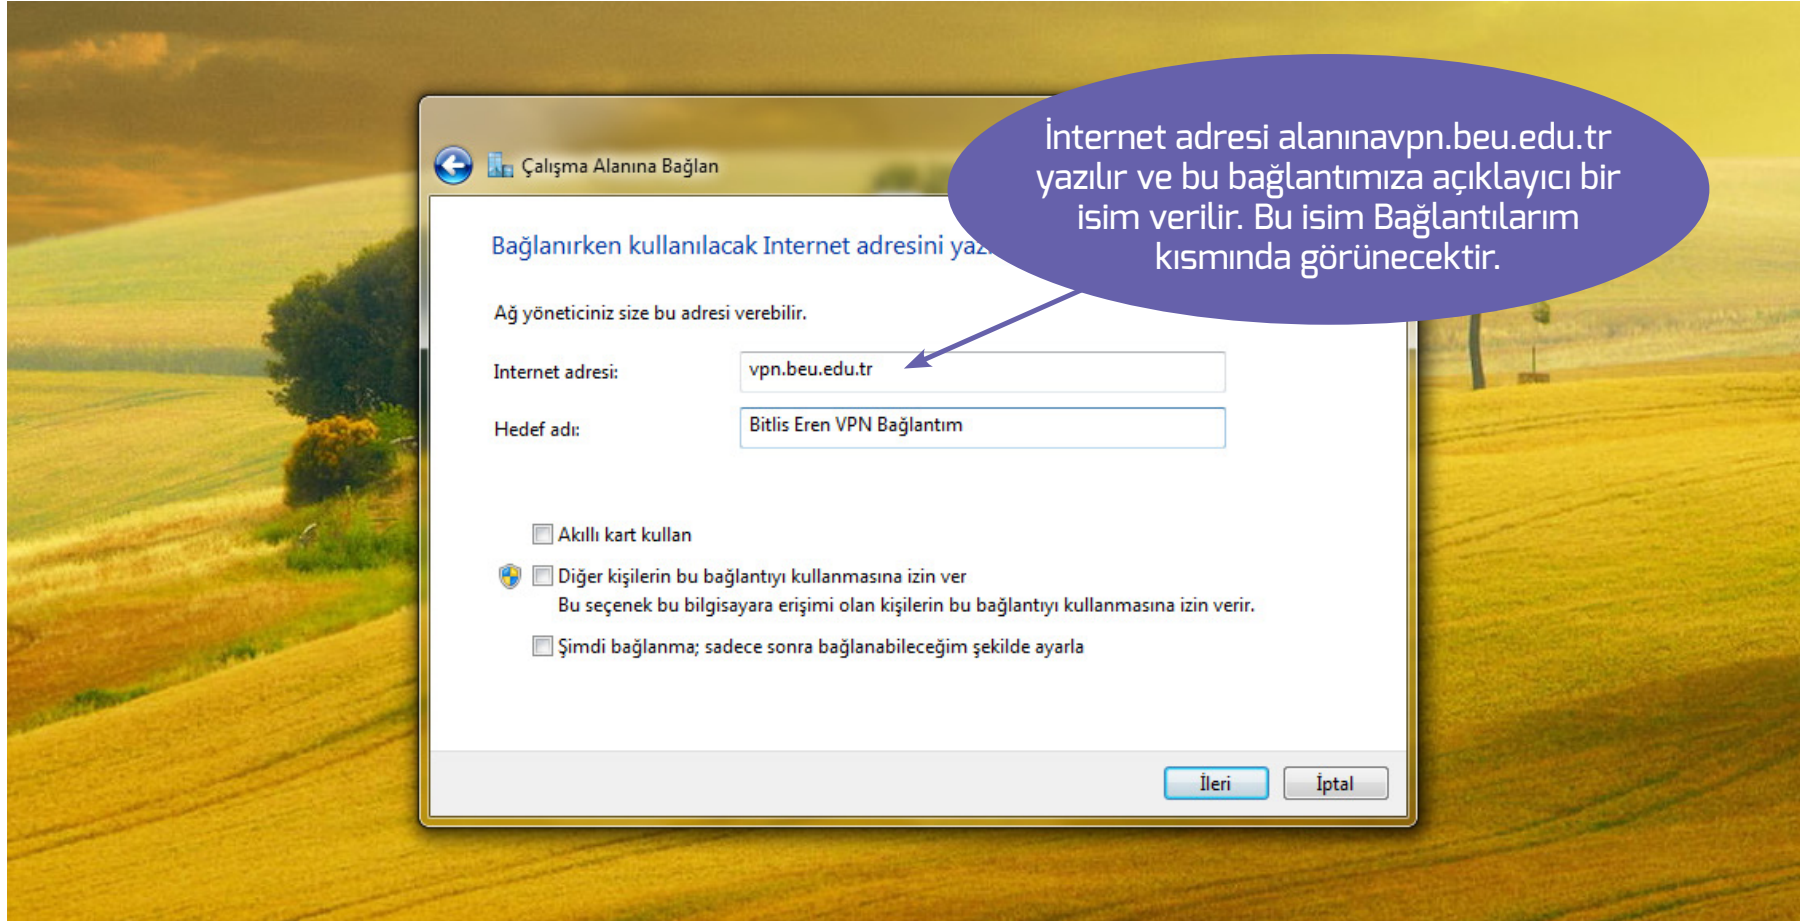 İnternet adresi alanınavpn.beu.edu.tr
yazılır ve bu bağlantımıza açıklayıcı bir
isim verilir. Bu isim Bağlantılarım
kısmında görünecektir.
Çalışma Alanına Bağlan
Bağlanırken kullanılacak Internet adresini
Ağ yöneticiniz size bu adresi verebilir.
Internet adresi: vpn.beu.edu.tr
Hedef adı: Bitlis Eren VPN Bağlantım
Akıllı kart kullan
Diğer kişilerin bu bağlantıyı kullanmasına izin ver
Bu seçenek bu bilgisayara erişimi olan kişilerin bu bağlantıyı kullanmasına izin verir.
Şimdi bağlanma; sadece sonra bağlanabileceğim şekilde ayarla
İleri İptal